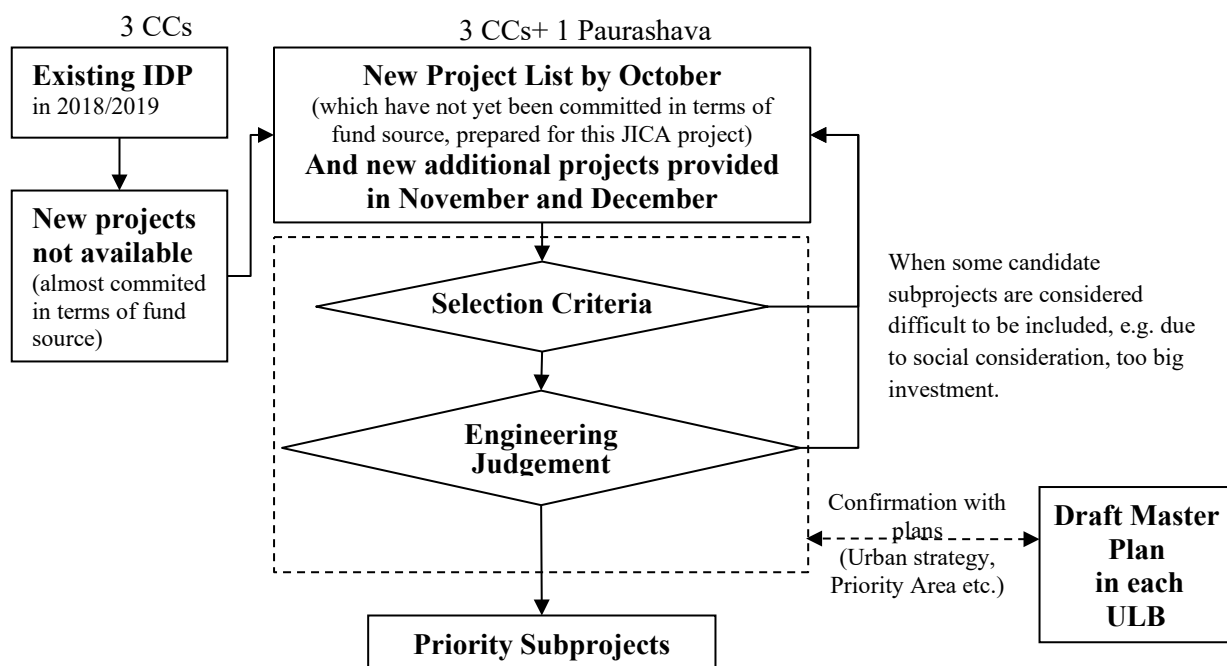 3 CCs
Existing IDP
in 2018/2019
New projects
not available
(almost commited
in terms of fund
source)
3 CCs+ 1 Paurashava
New Project List by October
(which have not yet been committed in terms of
fund source, prepared for this JICA project)
And new additional projects provided
in November and December
Selection Criteria
Engineering
Judgement
When some candidate
subprojects are considered
difficult to be included, e.g. due
to social consideration, too big
investment.
Confirmation with
plans
(Urban strategy,
Priority Area etc.)
Draft Master
Plan
in each
ULB
Priority Subprojects